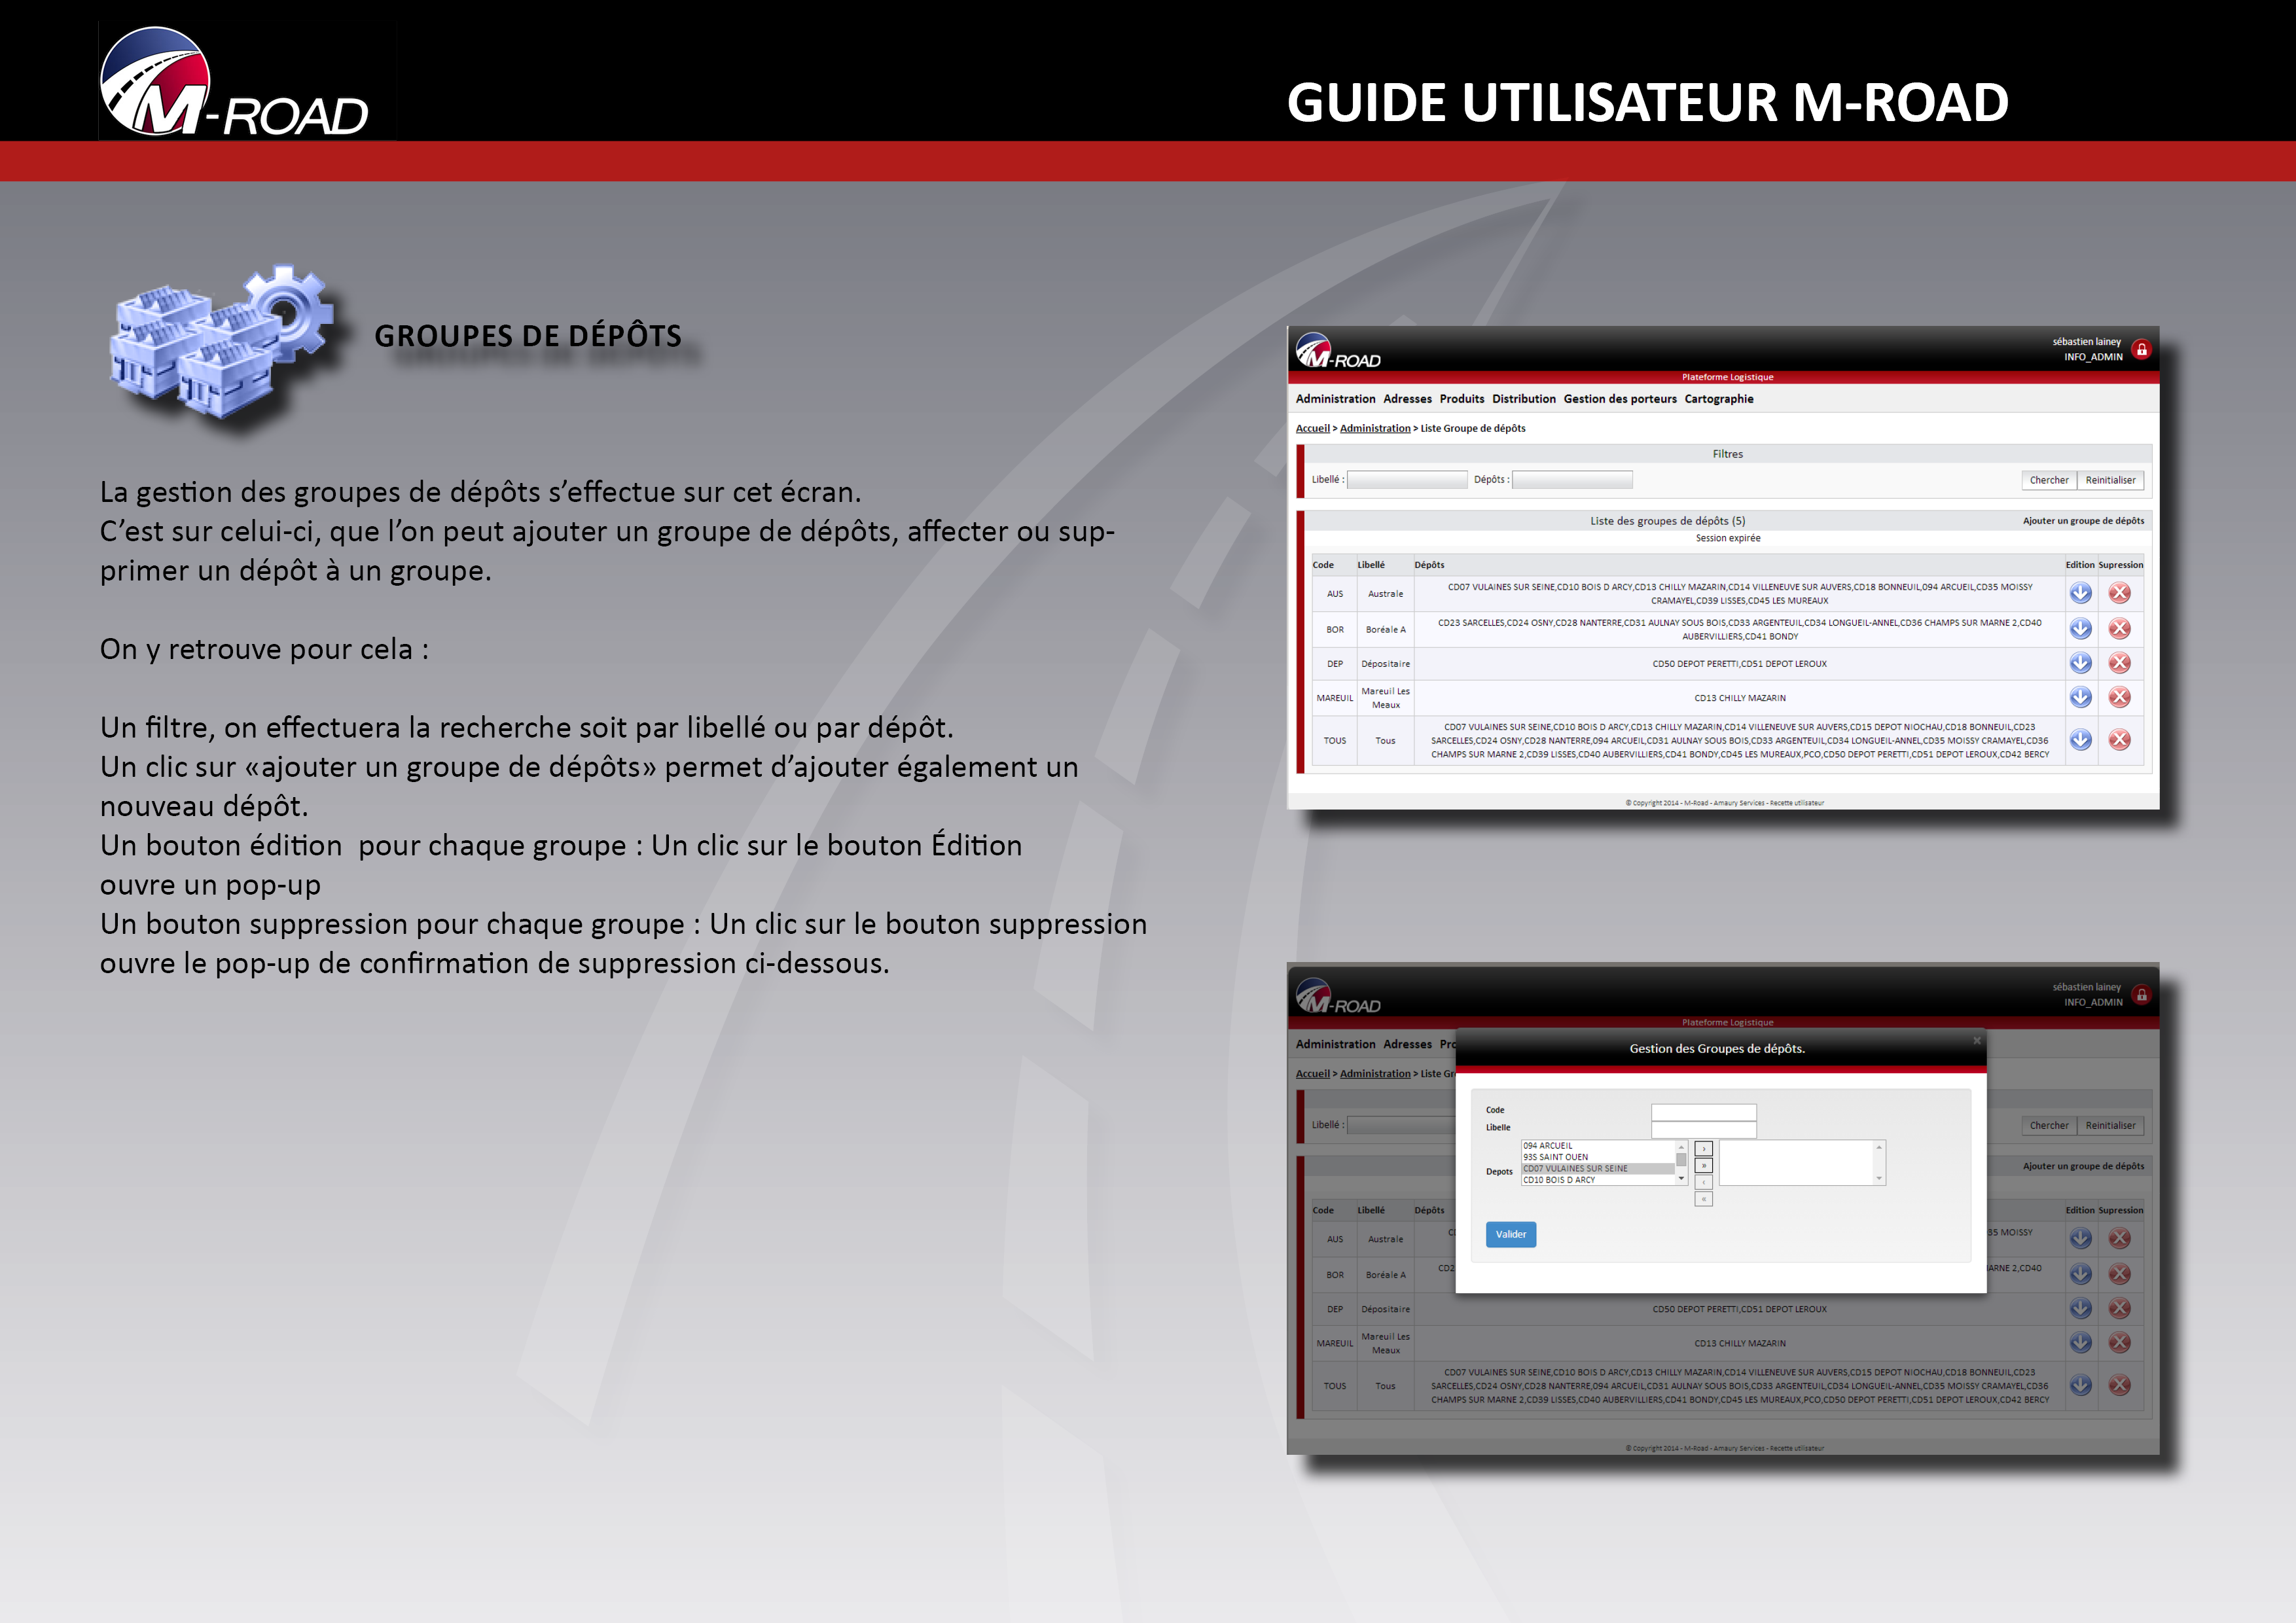 M-ROAD
GUIDE UTILISATEUR M-ROAD
GROUPES DE DÉPÔTS
La gestion des groupes de dépôts s’effectue sur cet écran.
C’est sur celui-ci, que l’on peut ajouter un groupe de dépôts, affecter ou sup-
primer un dépôt à un groupe.
On y retrouve pour cela :
Un filtre, on effectuera la recherche soit par libellé ou par dépôt.
Un clic sur «ajouter un groupe de dépôts» permet d’ajouter également un
nouveau dépôt.
Un bouton édition  pour chaque groupe : Un clic sur le bouton Édition
ouvre un pop-up
Un bouton suppression pour chaque groupe : Un clic sur le bouton suppression
ouvre le pop-up de confirmation de suppression ci-dessous.
M-ROAD
sébastien lainey
INFO_ADMIN
Plateforme Logistique
Administration Adresses Produits Distribution Gestion des porteurs Cartographie
Accueil > Administration > Liste Groupe de dépôts
Filtres
Libellé : Dépôts : Chercher Reinitialiser
Liste des groupes de dépôts (5) Ajouter un groupe de dépôts
Session expirée
Code Libellé Dépôts Edition Supression
AUS Australe CD07 VULAINES SUR SEINE,CD10 BOIS D ARCY,CD13 CHILLY MAZARIN,CD14 VILLENEUVE SUR AUVERS,CD18 BONNEUIL,094 ARCUEIL,CD35 MOISSY
CRAMAYEL,CD39 LISSES,CD45 LES MUREAUX
BOR Boréale A CD23 SARCELLES,CD24 OSNY,CD28 NANTERRE,CD31 AULNAY SOUS BOIS,CD33 ARGENTEUIL,CD34 LONGUEIL-ANNEL,CD36 CHAMPS SUR MARNE 2,CD40
AUBERVILLIERS,CD41 BONDY
DEP Dépositaire CD50 DEPOT PERETTI,CD51 DEPOT LEROUX
MAREUIL Mareuil Les Meaux CD13 CHILLY MAZARIN
TOUS Tous CD07 VULAINES SUR SEINE,CD10 BOIS D ARCY,CD13 CHILLY MAZARIN,CD14 VILLENEUVE SUR AUVERS,CD15 DEPOT NIOCHAU,CD18 BONNEUIL,CD23
SARCELLES,CD24 OSNY,CD28 NANTERRE,094 ARCUEIL,CD31 AULNAY SOUS BOIS,CD33 ARGENTEUIL,CD34 LONGUEIL-ANNEL,CD35 MOISSY CRAMAYEL,CD36
CHAMPS SUR MARNE 2,CD39 LISSES,CD40 AUBERVILLIERS,CD41 BONDY,CD45 LES MUREAUX,PCO,CD50 DEPOT PERETTI,CD51 DEPOT LEROUX,CD42 BERCY
© Copyright 2014 - M-Road - Amaury Services - Recette utilisateur
M-ROAD
sébastien lainey
INFO_ADMIN
Plateforme Logistique
Administration Adresses Pro
Gestion des Groupes de dépôts. ×
Accueil > Administration > Liste Gr
Code
Libelle
Libellé : Chercher Reinitialiser
094 ARCUEIL
93S SAINT OUEN
Depots CD07 VULAINES SUR SEINE
CD10 BOIS D ARCY
› » ‹ «
Ajouter un groupe de dépôts
Valider
Code Libellé Dépôts Edition Supression
AUS Australe CD 35 MOISSY
BOR Boréale A CD2 ARNE 2,CD40
DEP Dépositaire CD50 DEPOT PERETTI,CD51 DEPOT LEROUX
MAREUIL Mareuil Les Meaux CD13 CHILLY MAZARIN
TOUS Tous CD07 VULAINES SUR SEINE,CD10 BOIS D ARCY,CD13 CHILLY MAZARIN,CD14 VILLENEUVE SUR AUVERS,CD15 DEPOT NIOCHAU,CD18 BONNEUIL,CD23
SARCELLES,CD24 OSNY,CD28 NANTERRE,094 ARCUEIL,CD31 AULNAY SOUS BOIS,CD33 ARGENTEUIL,CD34 LONGUEIL-ANNEL,CD35 MOISSY CRAMAYEL,CD36
CHAMPS SUR MARNE 2,CD39 LISSES,CD40 AUBERVILLIERS,CD41 BONDY,CD45 LES MUREAUX,PCO,CD50 DEPOT PERETTI,CD51 DEPOT LEROUX,CD42 BERCY
© Copyright 2014 - M-Road - Amaury Services - Recette utilisateur